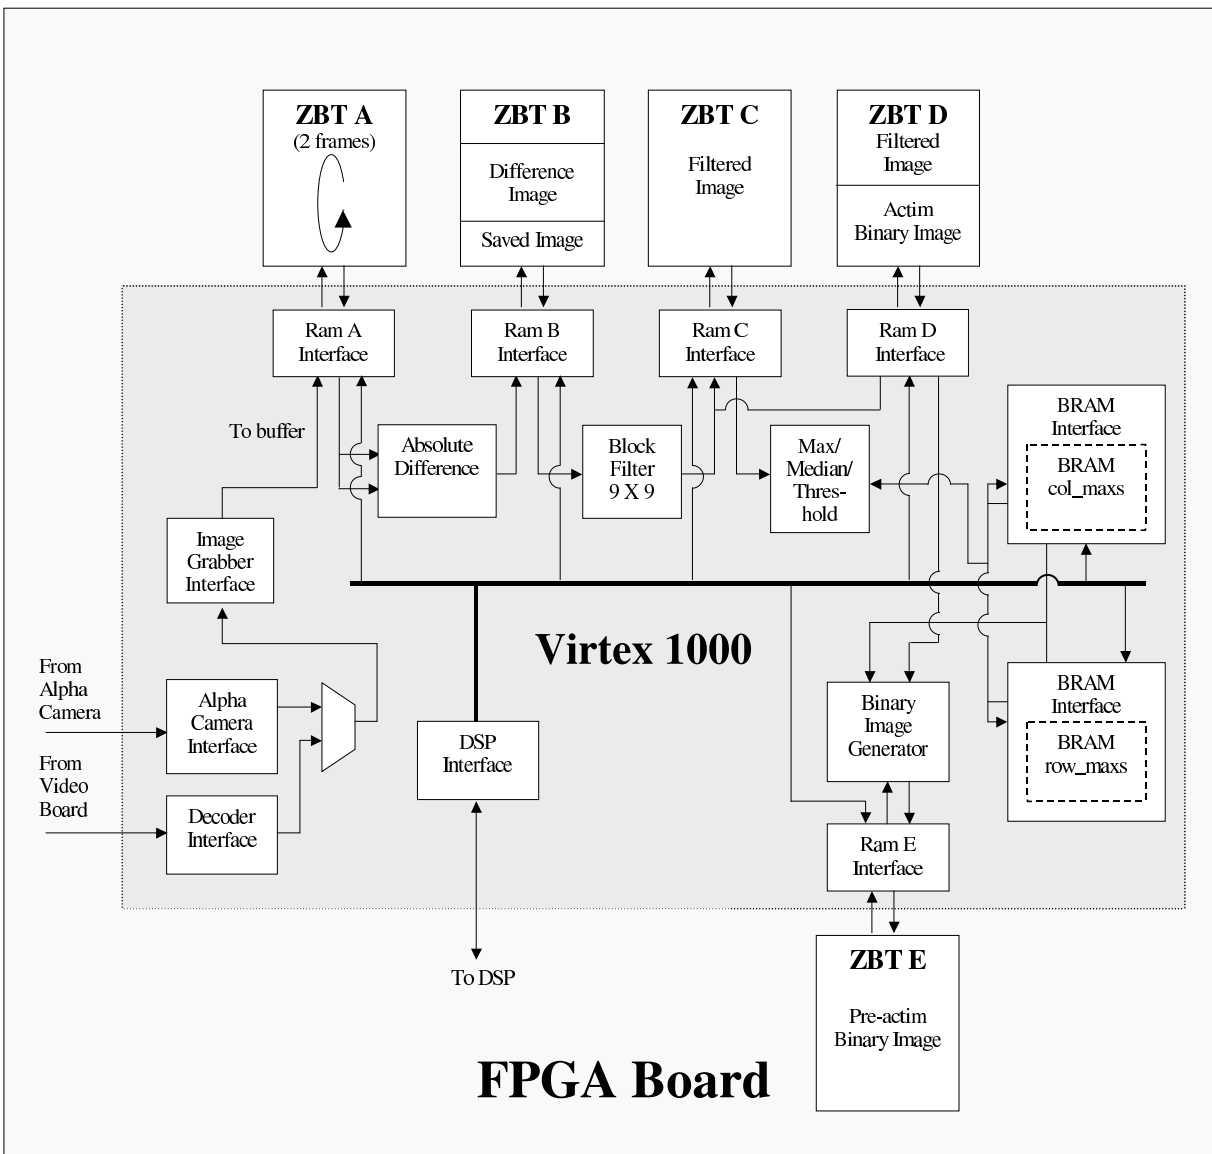 ZBT A
(2 frames)
ZBT B
Difference
Image
Saved Image
ZBT C
Filtered
Image
ZBT D
Filtered
Image
Actim
Binary Image
Ram A
Interface
Ram B
Interface
Ram C
Interface
Ram D
Interface
To buffer
Absolute
Difference
Block
Filter
9 X 9
Max/
Median/
Thres-
hold
BRAM
Interface
BRAM
col_maxs
Image
Grabber
Interface
Virtex 1000
From
Alpha
Camera
Alpha
Camera
Interface
DSP
Interface
Binary
Image
Generator
BRAM
Interface
BRAM
row_maxs
From
Video
Board
Decoder
Interface
Ram E
Interface
To DSP
ZBT E
Pre-actim
Binary Image
FPGA Board